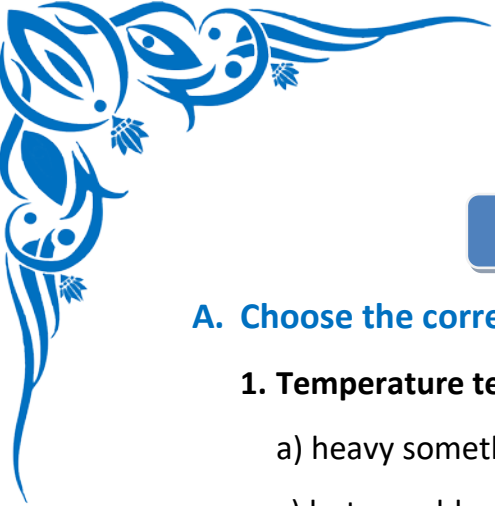 A. Choose the corre
1. Temperature te
a) heavy someth